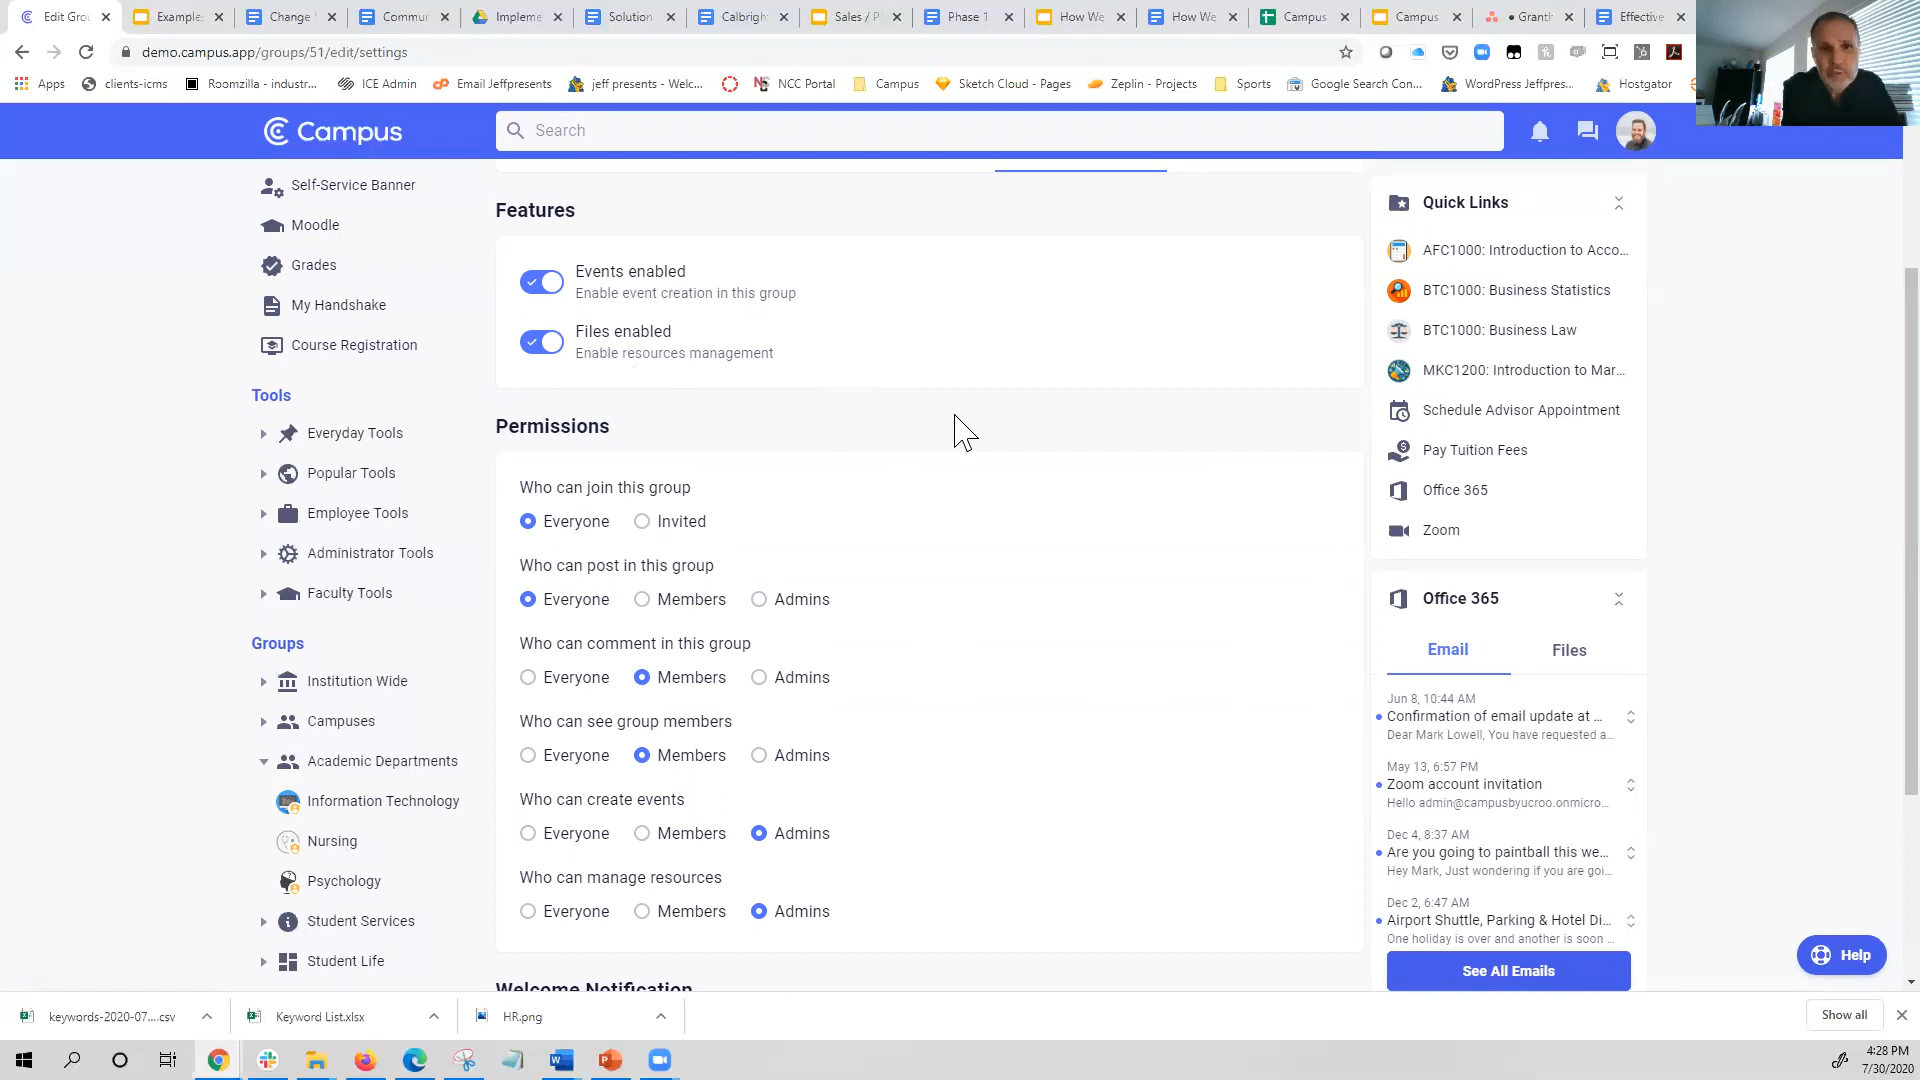 Edit Grou
Example:
Change
Commun
Impleme
Solution
Calbright
Sales / P
Phase 1
How We
How We
Campus
Campus
• Granth
Effective
demo.campus.app/groups/51/edit/settings
Apps
clients-icms
Roomzilla - industr...
ICE Admin
Email Jeffpresents
jeff presents - Welc...
NCC Portal
Campus
Sketch Cloud - Pages
Zeplin - Projects
Sports
Google Search Con...
WordPress Jeffpres...
Hostgator
Campus
Search
Self-Service Banner
Moodle
Grades
My Handshake
Course Registration
Tools
Everyday Tools
Popular Tools
Employee Tools
Administrator Tools
Faculty Tools
Groups
Institution Wide
Campuses
Academic Departments
Information Technology
Nursing
Psychology
Student Services
Student Life
Features
Events enabled
Enable event creation in this group
Files enabled
Enable resources management
Permissions
Who can join this group
Everyone Invited
Who can post in this group
Everyone Members Admins
Who can comment in this group
Everyone Members Admins
Who can see group members
Everyone Members Admins
Who can create events
Everyone Members Admins
Who can manage resources
Everyone Members Admins
Welcome Notification
Quick Links
AFC1000: Introduction to Acco...
BTC1000: Business Statistics
BTC1000: Business Law
MKC1200: Introduction to Mar...
Schedule Advisor Appointment
Pay Tuition Fees
Office 365
Zoom
Office 365
Email Files
Jun 8, 10:44 AM
Confirmation of email update at ...
Dear Mark Lowell, You have requested a...
May 13, 6:57 PM
Zoom account invitation
Hello admin@campusbyucroo.onmicro...
Dec 4, 8:37 AM
Are you going to paintball this we...
Hey Mark, Just wondering if you are goi...
Dec 2, 6:47 AM
Airport Shuttle, Parking & Hotel Di...
One holiday is over and another is soon ...
See All Emails
Help
keywords-2020-07....csv
Keyword List.xlsx
HR.png
Show all
4:28 PM
7/30/2020